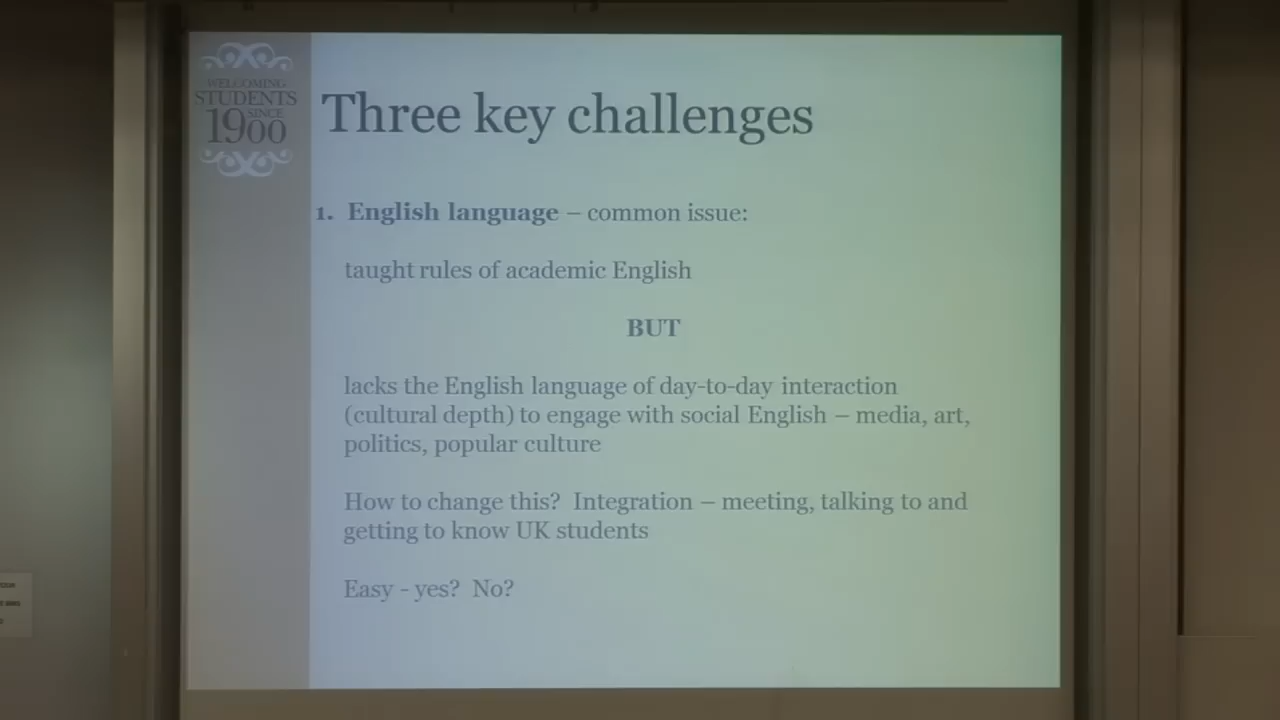 WELCOMING
STUDENTS
SINCE
1900
Three key challenges
1. English language – common issue:
taught rules of academic English
BUT
lacks the English language of day-to-day interaction
(cultural depth) to engage with social English – media, art,
politics, popular culture
How to change this? Integration – meeting, talking to and
getting to know UK students
Easy - yes? No?